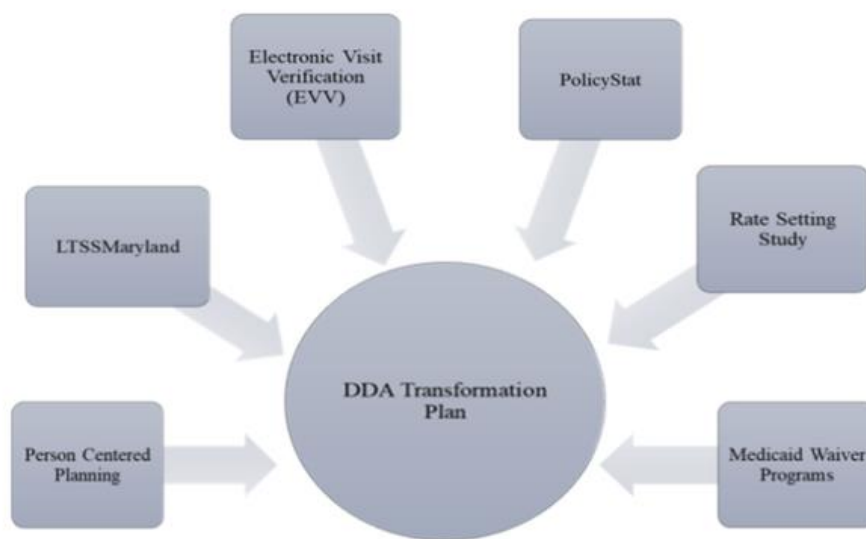 Electronic Visit
Verification
(EVV)
PolicyStat
LTSSMaryland
Rate Setting
Study
DDA Transformation
Plan
Person Centered
Planning
Medicaid Waiver
Programs